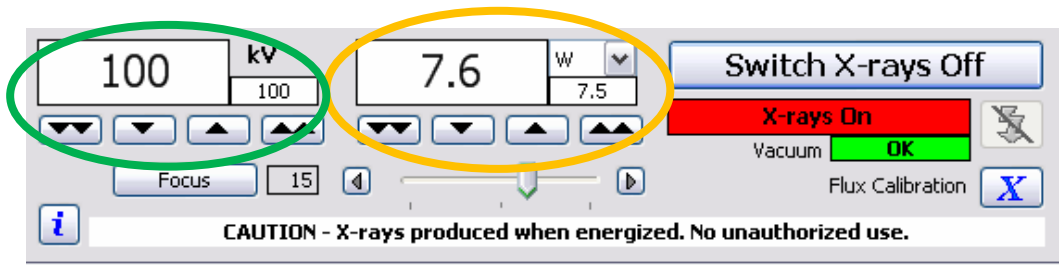 100 kV 7.6 W Switch X-rays Off
100 7.5
X-rays On
Vacuum OK
Focus 15 Flux Calibration X
i
CAUTION - X-rays produced when energized. No unauthorized use.